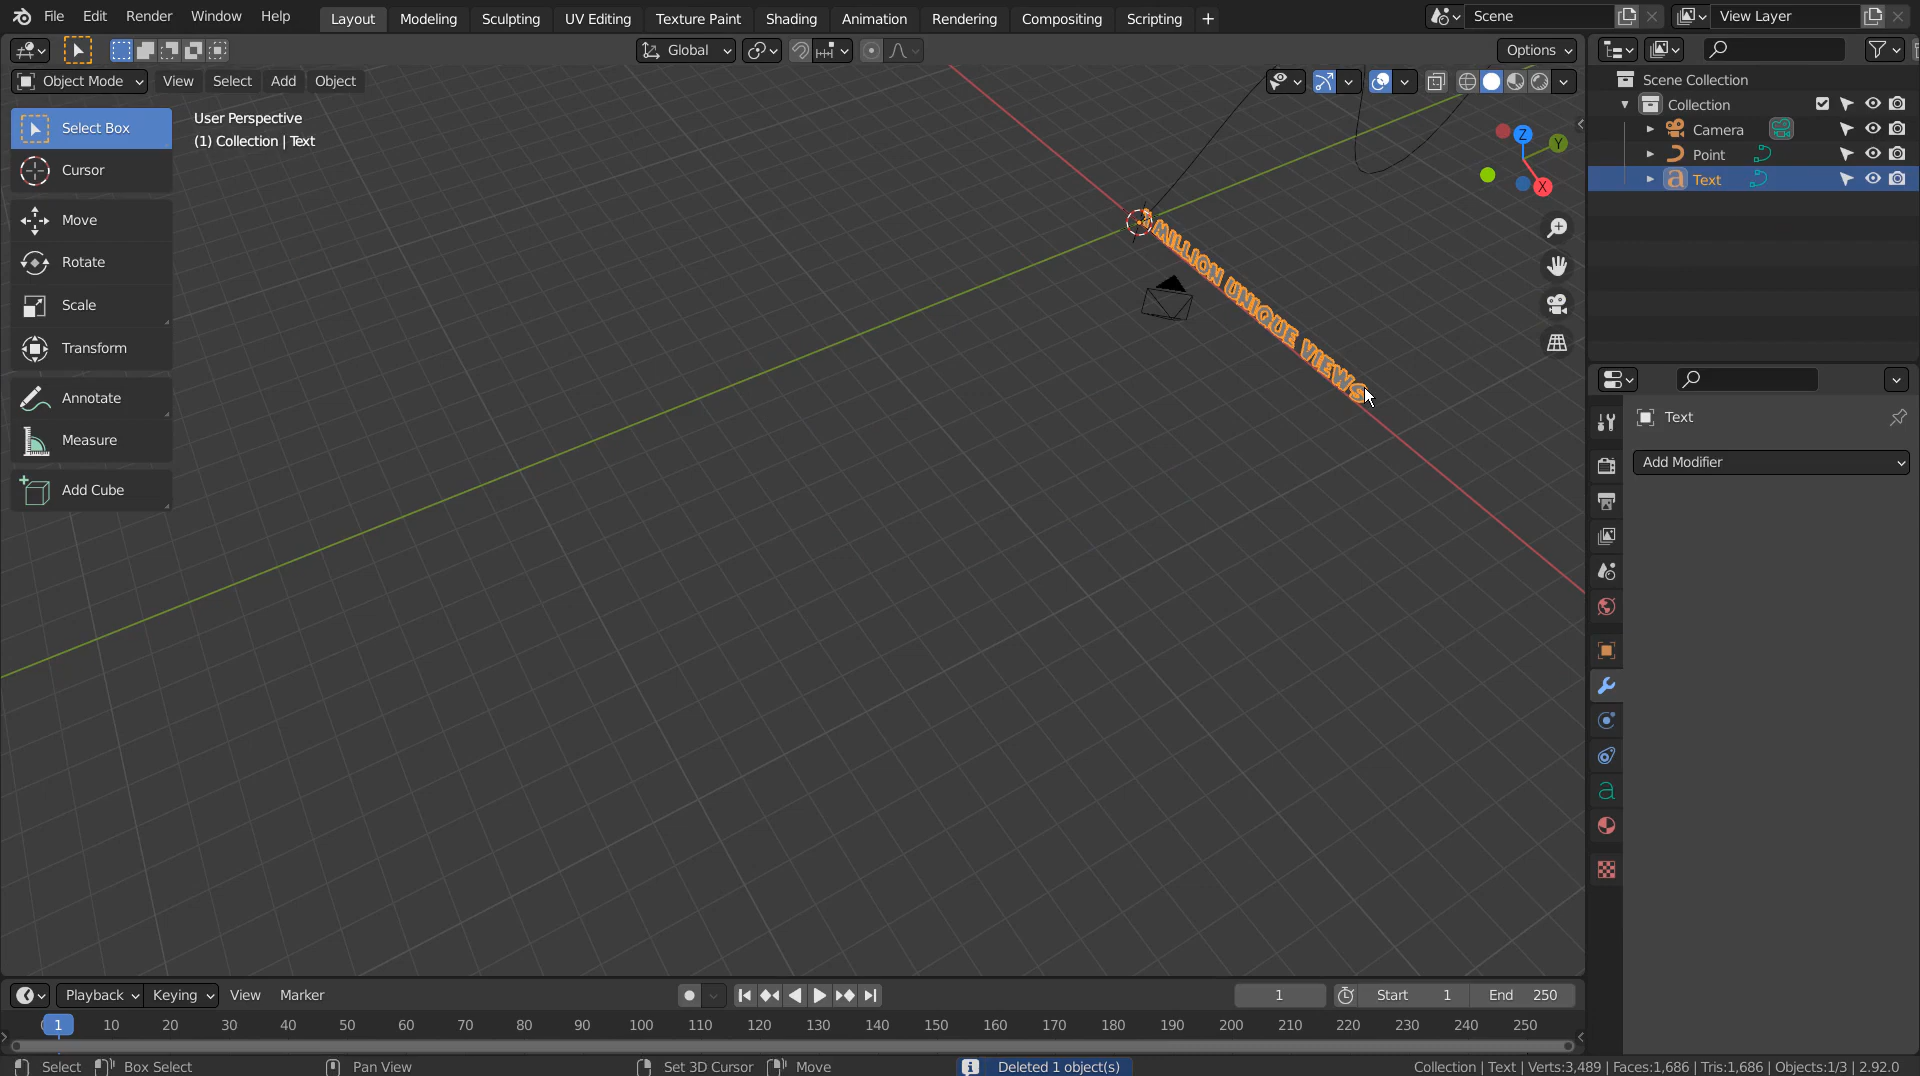 File Edit Render Window Help Layout Modeling Sculpting UV Editing Texture Paint Shading Animation Rendering Compositing Scripting + Scene View Layer
Global Options
Object Mode View Select Add Object
Scene Collection
Collection
Camera
Point
Text
Select Box
Cursor
Move
Rotate
Scale
Transform
Annotate
Measure
Add Cube
User Perspective
(1) Collection | Text
Z
Y
X
MILLION UNIQUE VIEWS
Text
Add Modifier
Playback Keying View Marker 1 Start 1 End 250
1 10 20 30 40 50 60 70 80 90 100 110 120 130 140 150 160 170 180 190 200 210 220 230 240 250
Select Box Select Pan View Set 3D Cursor Move Deleted 1 object(s) Collection | Text | Verts:3,489 | Faces:1,686 | Tris:1,686 | Objects:1/3 | 2.92.0